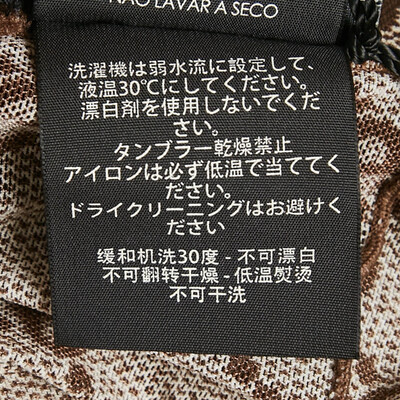 NÃO LAVAR A SECO
洗濯機は弱水流に設定して、
液温30℃にしてください。
漂白剤を使用しないでくだ
さい。
タンブラー乾燥禁止
アイロンは必ず低温で当ててく
ださい。
ドライクリーニングはお避けく
ださい
缓和机洗30度 - 不可漂白
不可翻转干燥 - 低温熨烫
不可干洗